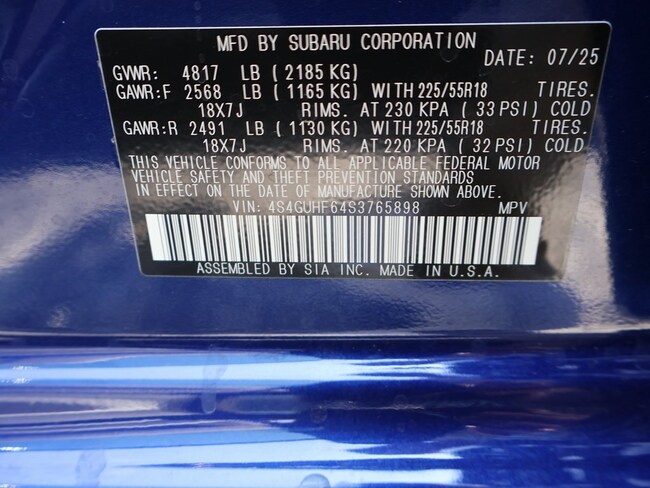 MFD BY SUBARU CORPORATION
DATE: 07/25
GVWR: 4817 LB (2185 KG)
GAWR:F 2568 LB (1165 KG) WITH 225/55R18 TIRES.
18X7J RIMS. AT 230 KPA (33 PSI) COLD
GAWR:R 2491 LB (1130 KG) WITH 225/55R18 TIRES.
18X7J RIMS. AT 220 KPA (32 PSI) COLD
THIS VEHICLE CONFORMS TO ALL APPLICABLE FEDERAL MOTOR
VEHICLE SAFETY AND THEFT PREVENTION STANDARDS
IN EFFECT ON THE DATE OF MANUFACTURE SHOWN ABOVE.
VIN: 4S4GUHF64S3765898 MPV
ASSEMBLED BY SIA INC. MADE IN U.S.A.